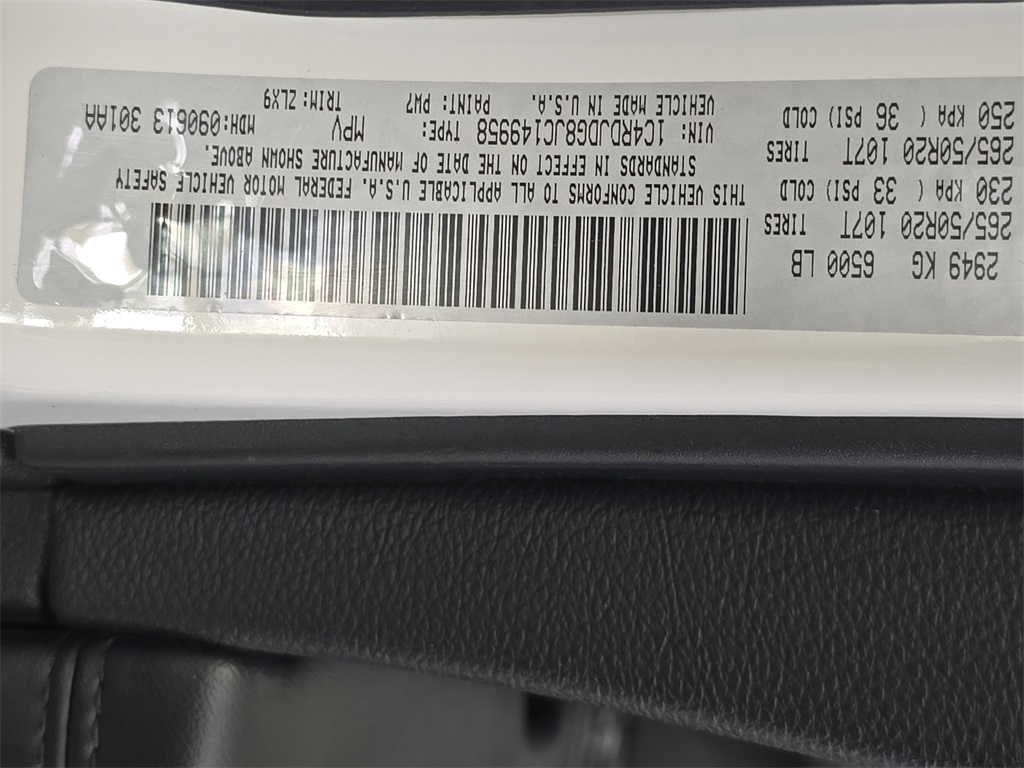 2949 KG 6500 LB
265/50R20 107T TIRES
230 KPA ( 33 PSI) COLD
265/50R20 107T TIRES
250 KPA ( 36 PSI) COLD
THIS VEHICLE CONFORMS TO ALL APPLICABLE U.S.A. FEDERAL MOTOR VEHICLE SAFETY
STANDARDS IN EFFECT ON THE DATE OF MANUFACTURE SHOWN ABOVE.
VIN: 1C4RDJDG8JC149958 TYPE: MPV MDH: 090613 301AA
VEHICLE MADE IN U.S.A. PAINT: PW7 TRIM: ZLX9